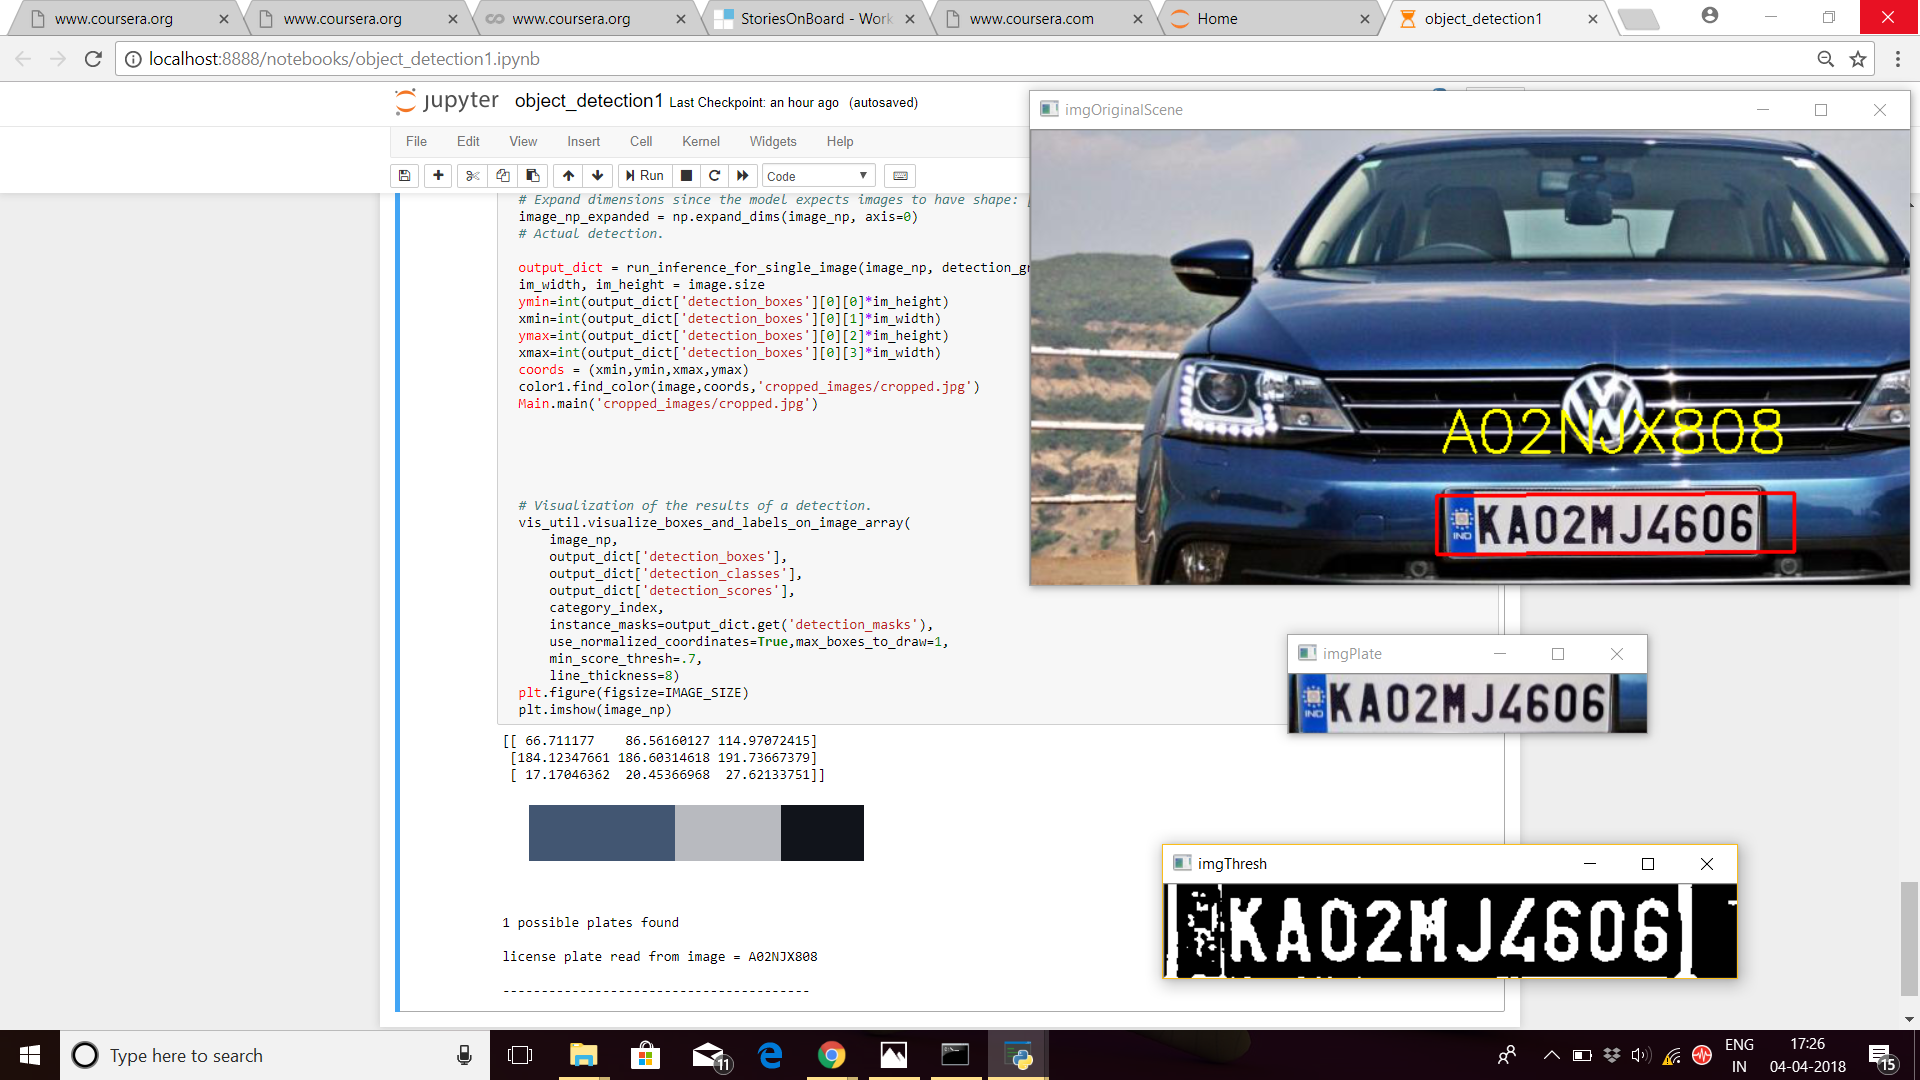 www.coursera.org
www.coursera.org
www.coursera.org
StoriesOnBoard - Work
www.coursera.com
Home
object_detection1
localhost:8888/notebooks/object_detection1.ipynb
jupyter object_detection1 Last Checkpoint: an hour ago (autosaved)
File Edit View Insert Cell Kernel Widgets Help
Run Code
# Expand dimensions since the model expects images to have shape: [
image_np_expanded = np.expand_dims(image_np, axis=0)
# Actual detection.
output_dict = run_inference_for_single_image(image_np, detection_gr
im_width, im_height = image.size
ymin=int(output_dict['detection_boxes'][0][0]*im_height)
xmin=int(output_dict['detection_boxes'][0][1]*im_width)
ymax=int(output_dict['detection_boxes'][0][2]*im_height)
xmax=int(output_dict['detection_boxes'][0][3]*im_width)
coords = (xmin,ymin,xmax,ymax)
color1.find_color(image,coords,'cropped_images/cropped.jpg')
Main.main('cropped_images/cropped.jpg')
# Visualization of the results of a detection.
vis_util.visualize_boxes_and_labels_on_image_array(
image_np,
output_dict['detection_boxes'],
output_dict['detection_classes'],
output_dict['detection_scores'],
category_index,
instance_masks=output_dict.get('detection_masks'),
use_normalized_coordinates=True,max_boxes_to_draw=1,
min_score_thresh=.7,
line_thickness=8)
plt.figure(figsize=IMAGE_SIZE)
plt.imshow(image_np)
[[ 66.711177 86.56160127 114.97072415]
[184.12347661 186.60314618 191.73667379]
[ 17.17046362 20.45366968 27.62133751]]
1 possible plates found
license plate read from image = A02NJX808
----------------------------------------
imgOriginalScene
A02NJX808
IND
KA02MJ4606
imgPlate
IND
KA02MJ4606
imgThresh
KA02MJ4606
Type here to search
11
ENG
IN
17:26
04-04-2018
15